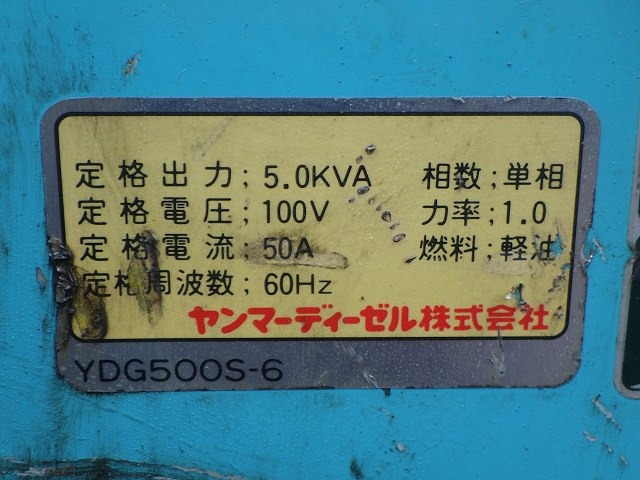 定格出力；5.0KVA 相数；単相
定格電圧；100V 力率；1.0
定格電流；50A 燃料；軽油
定格周波数；60Hz
ヤンマーディーゼル株式会社
YDG500S-6